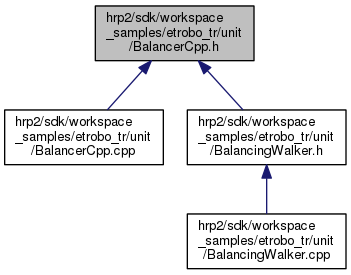 hrp2/sdk/workspace
_samples/etrobo_tr/unit
/BalancerCpp.h
hrp2/sdk/workspace
_samples/etrobo_tr/unit
/BalancerCpp.cpp
hrp2/sdk/workspace
_samples/etrobo_tr/unit
/BalancingWalker.h
hrp2/sdk/workspace
_samples/etrobo_tr/unit
/BalancingWalker.cpp